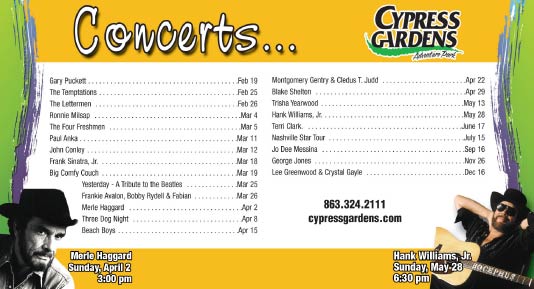 Concerts...
CYPRESS
GARDENS
Adventure Park
Gary Puckett Feb 19
The Temptations Feb 25
The Lettermen Feb 26
Ronnie Milsap Mar 4
The Four Freshmen Mar 5
Paul Anka Mar 11
John Conley Mar 12
Frank Sinatra, Jr. Mar 18
Big Comfy Couch Mar 19
Yesterday - A Tribute to the Beatles Mar 25
Frankie Avalon, Bobby Rydell & Fabian Mar 26
Merle Haggard Apr 2
Three Dog Night Apr 8
Beach Boys Apr 15
Montgomery Gentry & Cledus T. Judd Apr 22
Blake Shelton Apr 29
Trisha Yearwood May 13
Hank Williams, Jr. May 28
Terri Clark. June 17
Nashville Star Tour July 15
Jo Dee Messina Sep 16
George Jones Nov 26
Lee Greenwood & Crystal Gayle Dec 16
863.324.2111
cypressgardens.com
Merle Haggard
Sunday, April 2
3:00 pm
Hank Williams, Jr.
Sunday, May 28
6:30 pm
BOCEPHUS